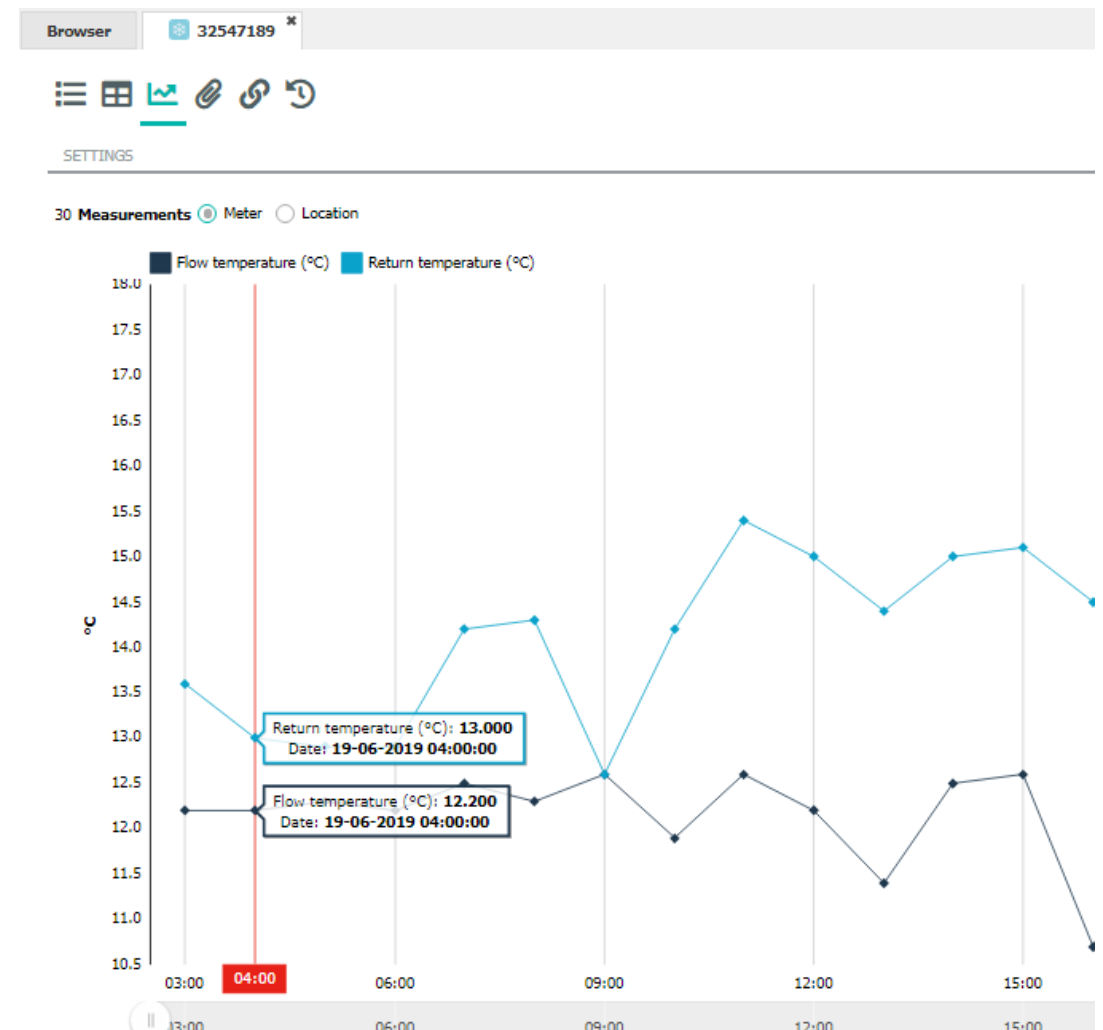 Browser
32547189
SETTINGS
30 Measurements Meter Location
Flow temperature (°C) Return temperature (°C)
18.0
17.5
17.0
16.5
16.0
15.5
15.0
14.5
14.0
13.5
13.0
12.5
12.0
11.5
11.0
10.5
°C
Return temperature (°C): 13.000
Date: 19-06-2019 04:00:00
Flow temperature (°C): 12.200
Date: 19-06-2019 04:00:00
03:00 04:00 06:00 09:00 12:00 15:00
03:00 06:00 09:00 12:00 15:00